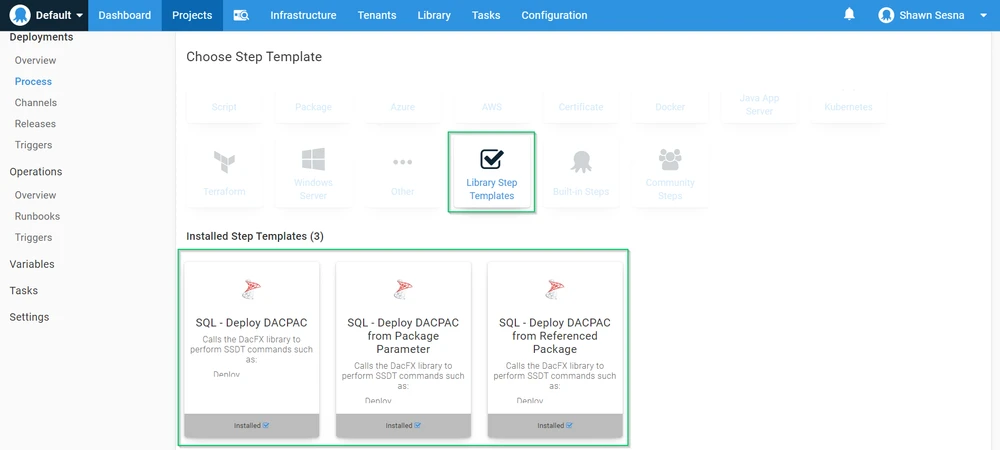 Default Dashboard Projects Infrastructure Tenants Library Tasks Configuration Shawn Sesna
Deployments
Overview
Process
Channels
Releases
Triggers
Operations
Overview
Runbooks
Triggers
Variables
Tasks
Settings
Choose Step Template
Script Package Azure AWS Certificate Docker Java App Kubernetes
Server
Terraform Windows Other Library Step Built-in Steps Community
Server Templates Steps
Installed Step Templates (3)
SQL - Deploy DACPAC
Calls the DacFX library to
perform SSDT commands such
as:
Deploy
Installed
SQL - Deploy DACPAC
from Package
Parameter
Calls the DacFX library to
perform SSDT commands such
as:
Deploy
Installed
SQL - Deploy DACPAC
from Referenced
Package
Calls the DacFX library to
perform SSDT commands such
as:
Deploy
Installed